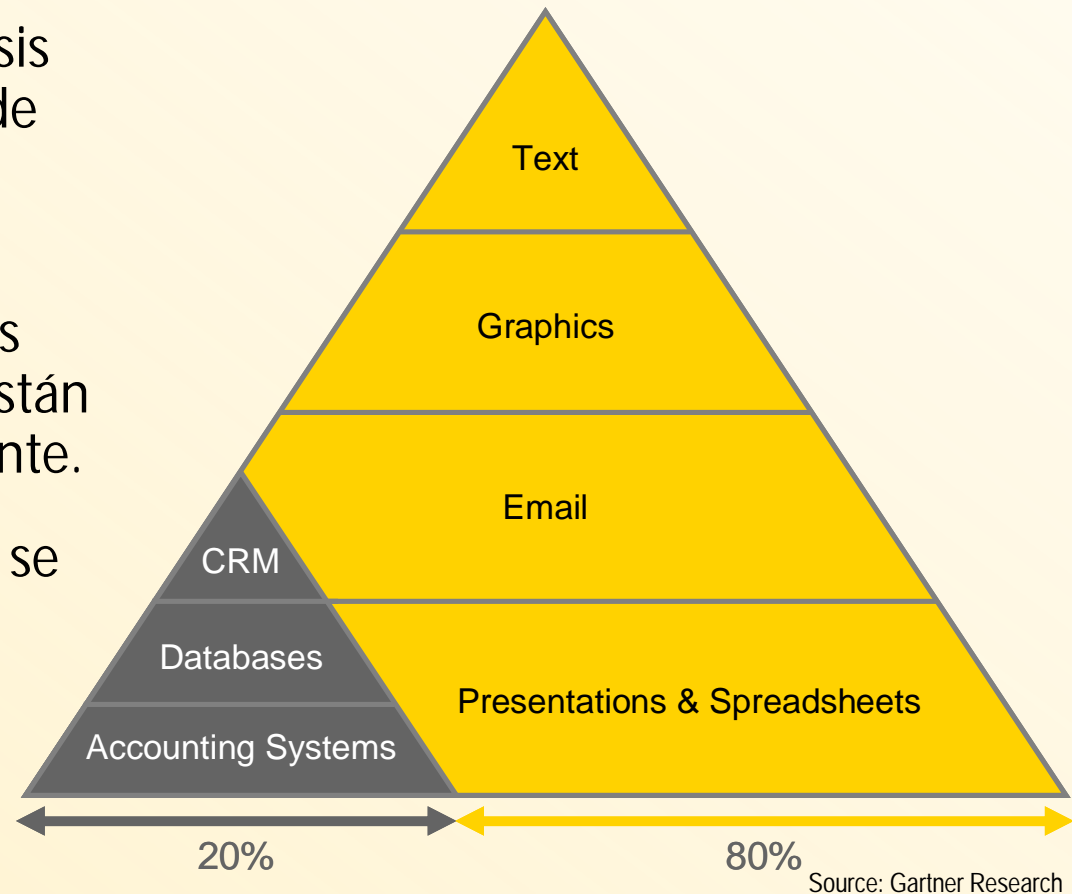 sis
de
s
stán
nte.
se
Text
Graphics
Email
CRM
Databases
Presentations & Spreadsheets
Accounting Systems
20%
80%
Source: Gartner Research